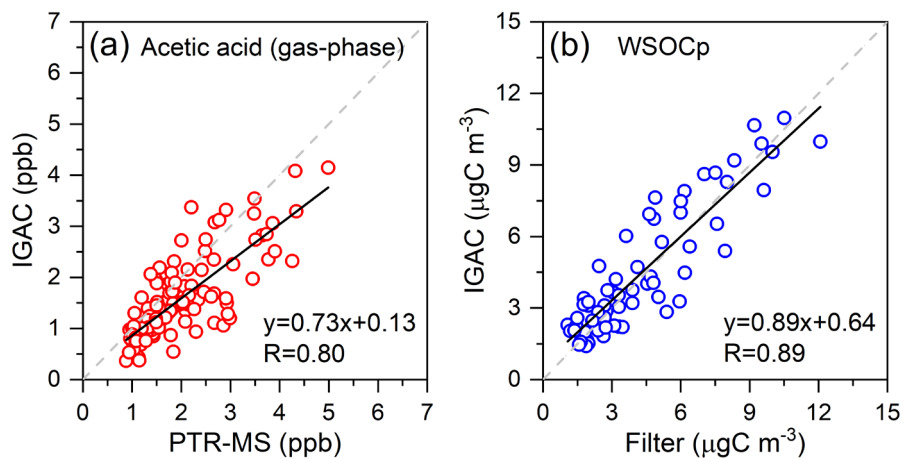 (a) Acetic acid (gas-phase)
IGAC (ppb)
7
6
5
4
3
2
1
0
y=0.73x+0.13
R=0.80
0 1 2 3 4 5 6 7
PTR-MS (ppb)
(b) WSOCp
IGAC (μgC m⁻³)
15
12
9
6
3
0
y=0.89x+0.64
R=0.89
0 3 6 9 12 15
Filter (μgC m⁻³)